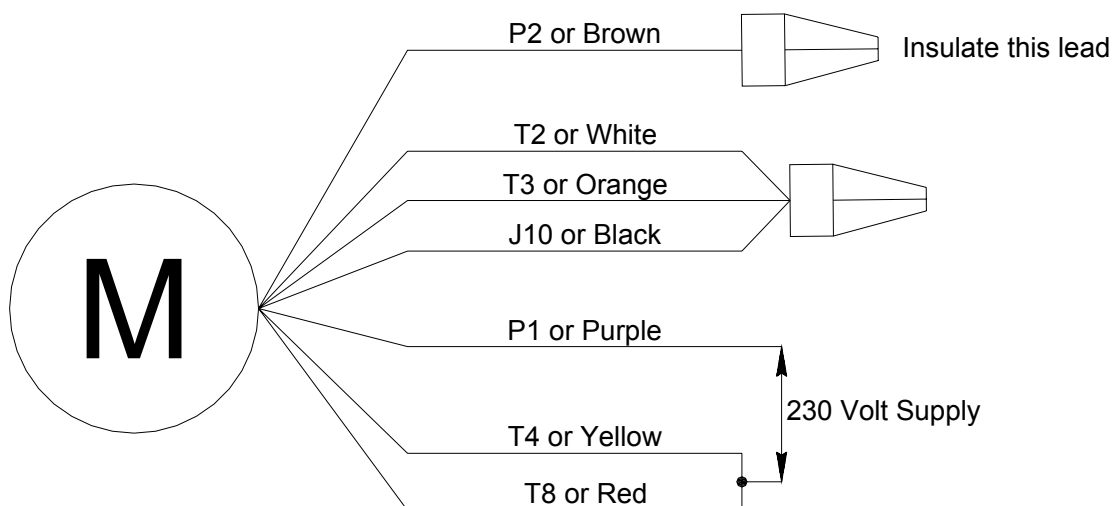 P2 or Brown
Insulate this lead
T2 or White
T3 or Orange
J10 or Black
M
P1 or Purple
230 Volt Supply
T4 or Yellow
T8 or Red